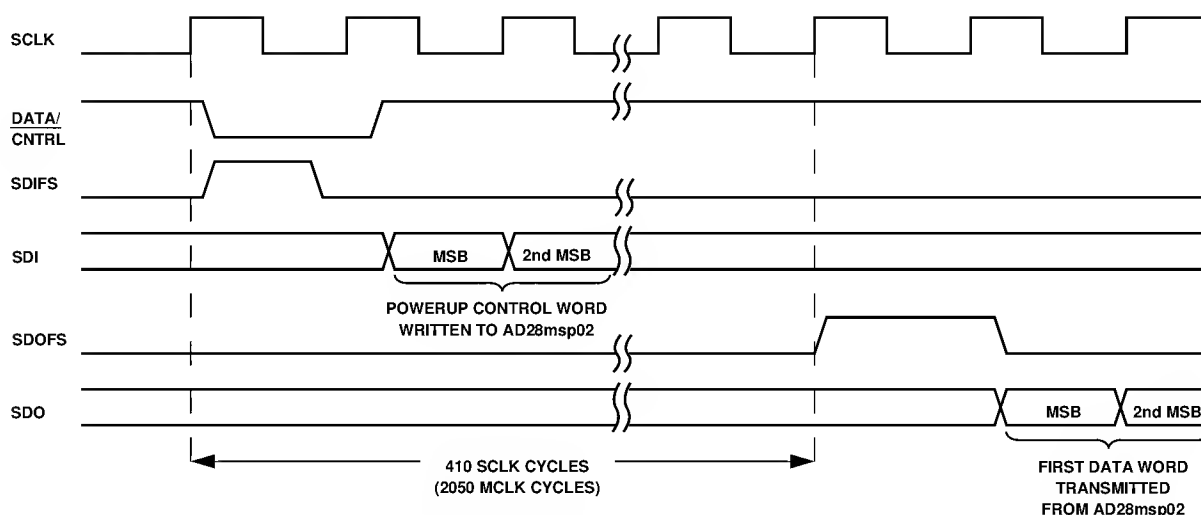 SCLK
DATA/
CNTRL
SDIFS
SDI
MSB
2nd MSB
POWERUP CONTROL WORD
WRITTEN TO AD28msp02
SDOFS
SDO
MSB
2nd MSB
410 SCLK CYCLES
(2050 MCLK CYCLES)
FIRST DATA WORD
TRANSMITTED
FROM AD28msp02